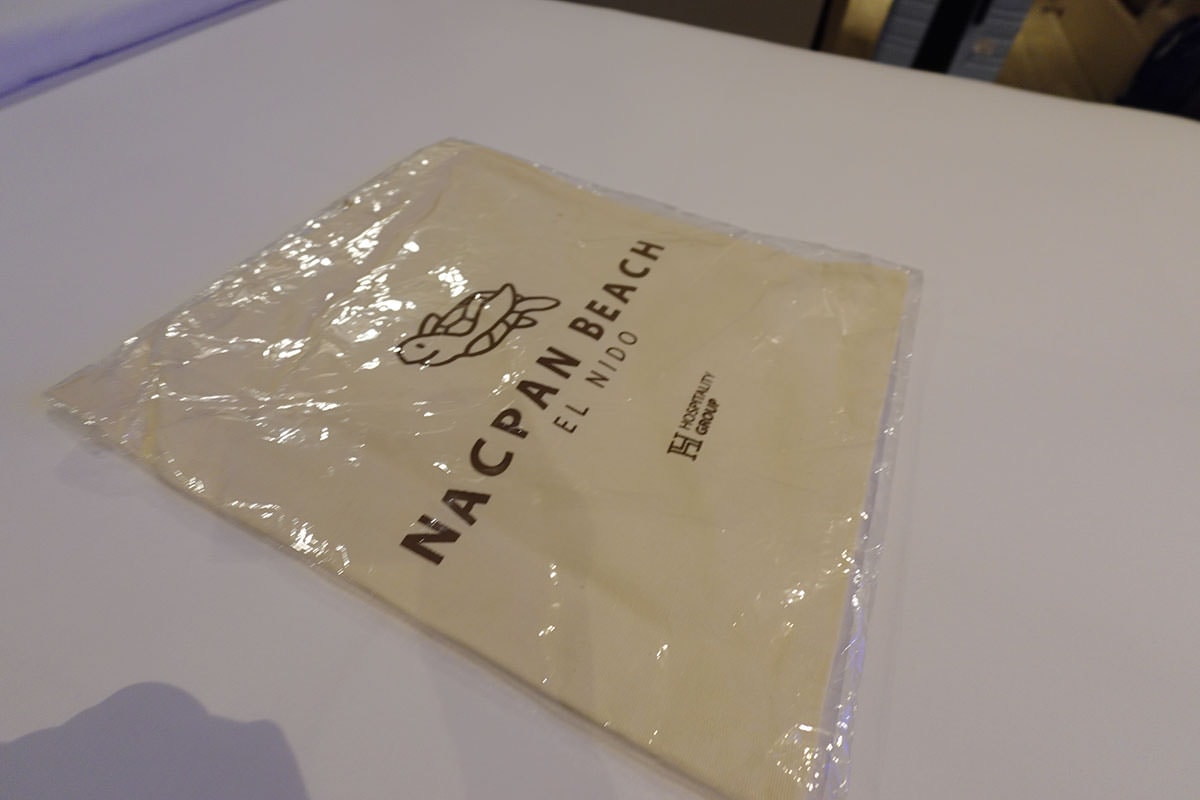 NACPAN BEACH
EL NIDO
HOSPITALITY
GROUP